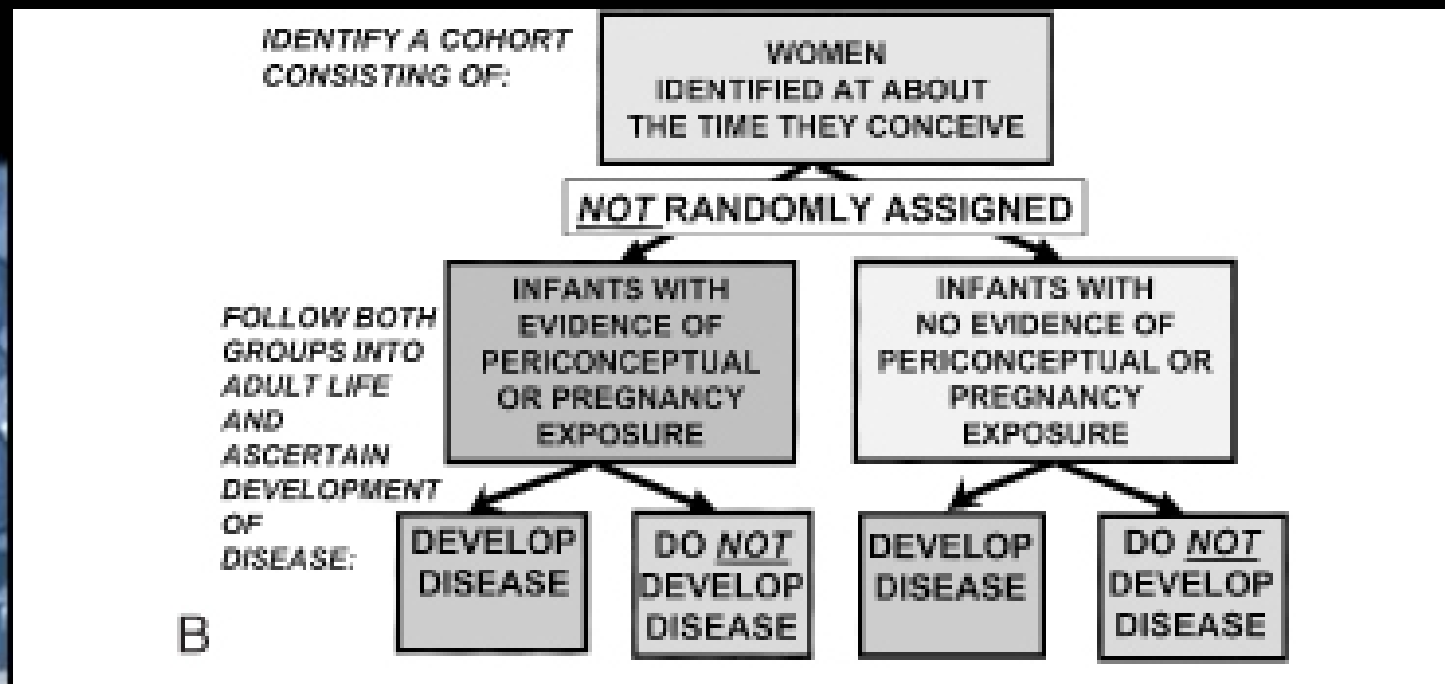 IDENTIFY A COHORT
CONSISTING OF:
WOMEN
IDENTIFIED AT ABOUT
THE TIME THEY CONCEIVE
NOT RANDOMLY ASSIGNED
FOLLOW BOTH
GROUPS INTO
ADULT LIFE
AND
ASCERTAIN
DEVELOPMENT
OF
DISEASE:
INFANTS WITH
EVIDENCE OF
PERICONCEPTUAL
OR PREGNANCY
EXPOSURE
INFANTS WITH
NO EVIDENCE OF
PERICONCEPTUAL OR
PREGNANCY
EXPOSURE
DEVELOP
DISEASE
DO NOT
DEVELOP
DISEASE
DEVELOP
DISEASE
DO NOT
DEVELOP
DISEASE
B